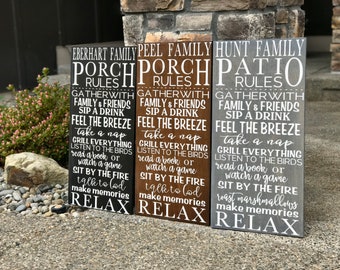 EBERHART FAMILY
PORCH
RULES
GATHER WITH
FAMILY & FRIENDS
SIP A DRINK
FEEL THE BREEZE
take a nap
GRILL EVERYTHING
LISTEN TO THE BIRDS
read a book or
watch a game
SIT BY THE FIRE
talk to God
make memories
RELAX
PEEL FAMILY
PORCH
RULES
GATHER WITH
FAMILY & FRIENDS
SIP A DRINK
FEEL THE BREEZE
take a nap
GRILL EVERYTHING
LISTEN TO THE BIRDS
read a book or
watch a game
SIT BY THE FIRE
talk to God
make memories
RELAX
HUNT FAMILY
PATIO
RULES
GATHER WITH
FAMILY & FRIENDS
SIP A DRINK
FEEL THE BREEZE
take a nap
GRILL EVERYTHING
LISTEN TO THE BIRDS
read a book or
watch a game
SIT BY THE FIRE
roast marshmallows
make memories
RELAX